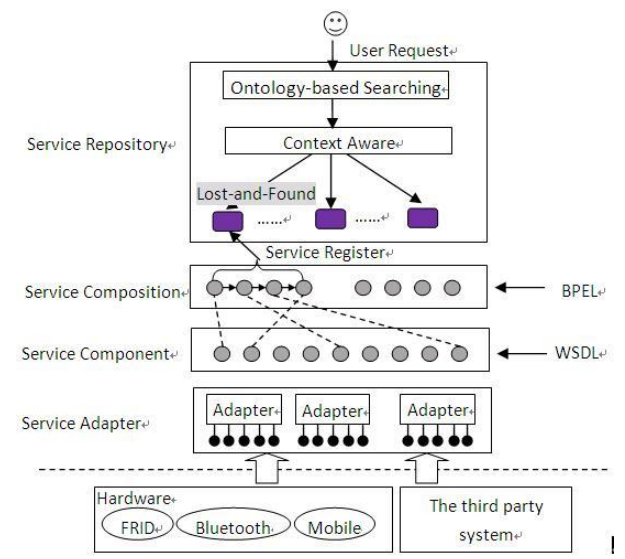 User Request
Ontology-based Searching
Service Repository
Context Aware
Lost-and-Found
...... ......
Service Register
Service Composition
BPEL
Service Component
WSDL
Adapter Adapter Adapter
Service Adapter
Hardware
FRID Bluetooth Mobile
The third party
system